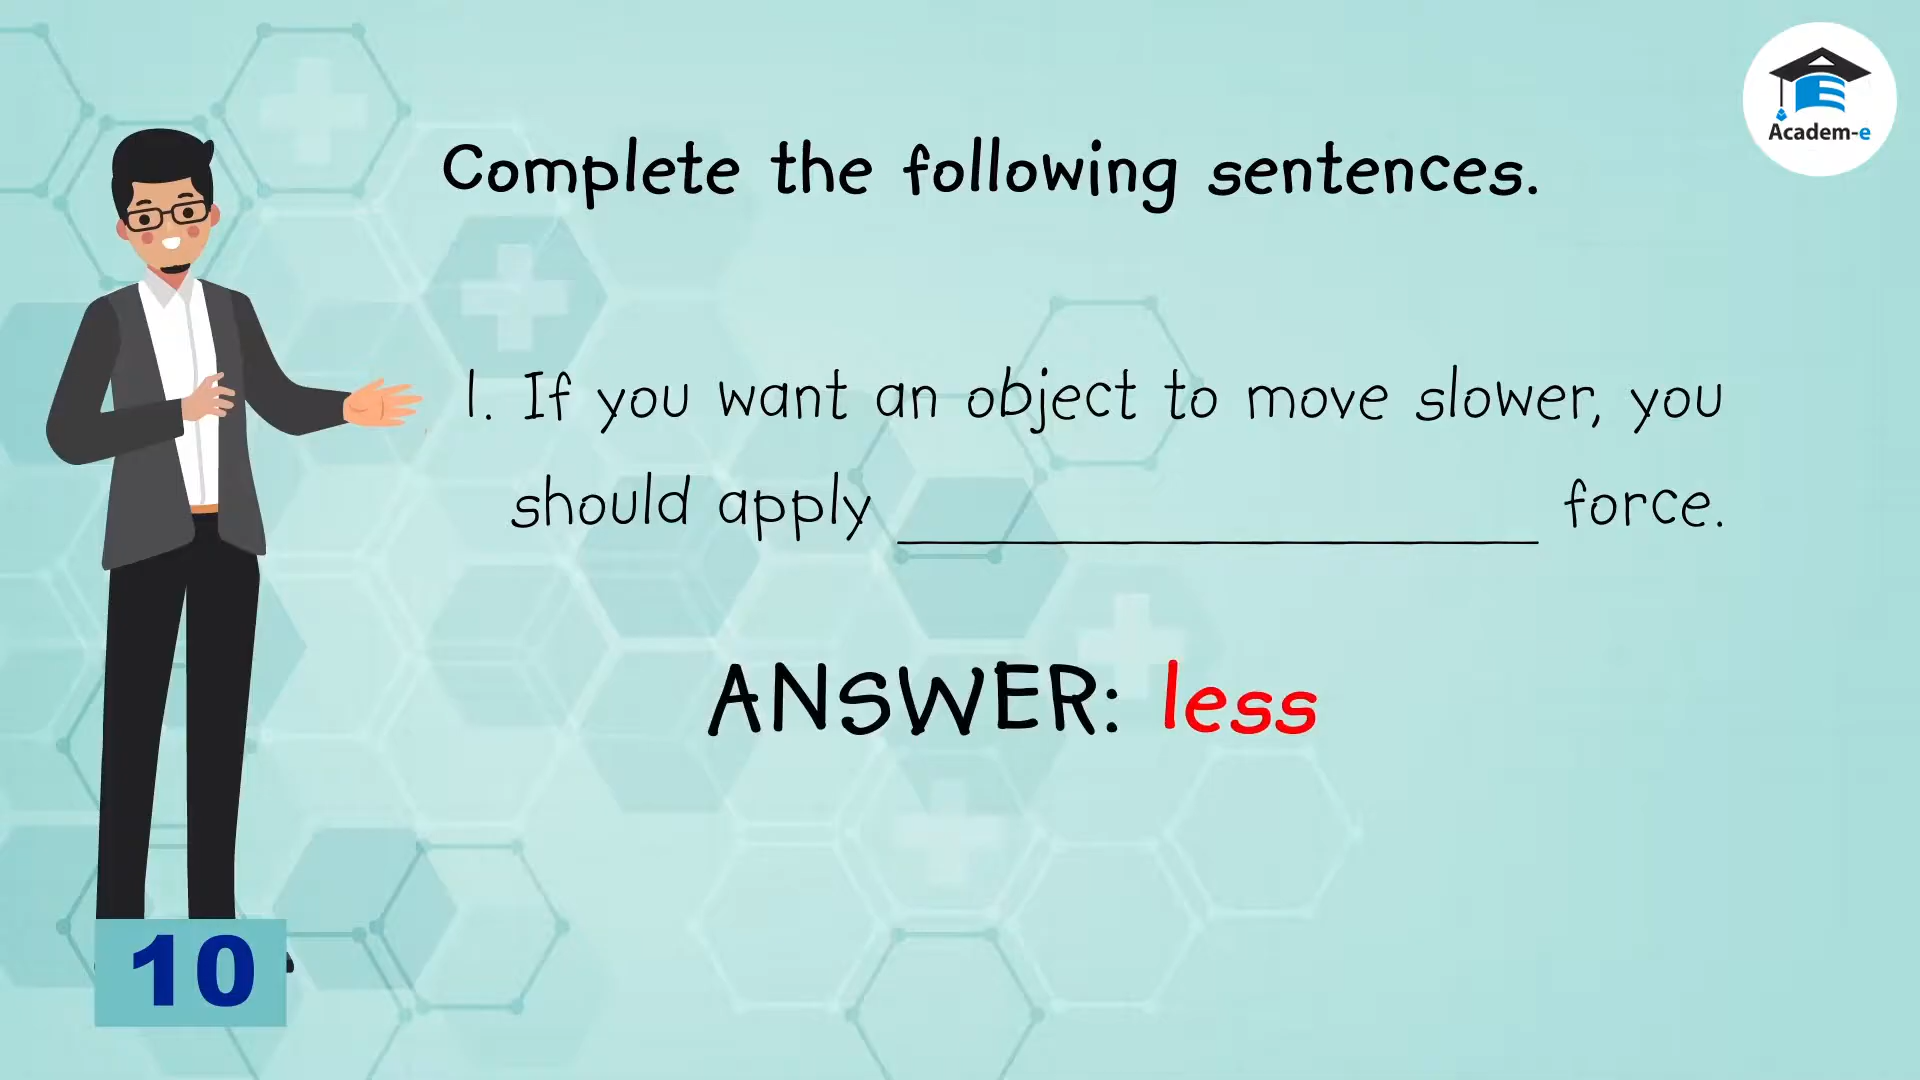 Academ-e
Complete the following sentences.
1. If you want an object to move slower, you
should apply ____________________ force.
ANSWER: less
10